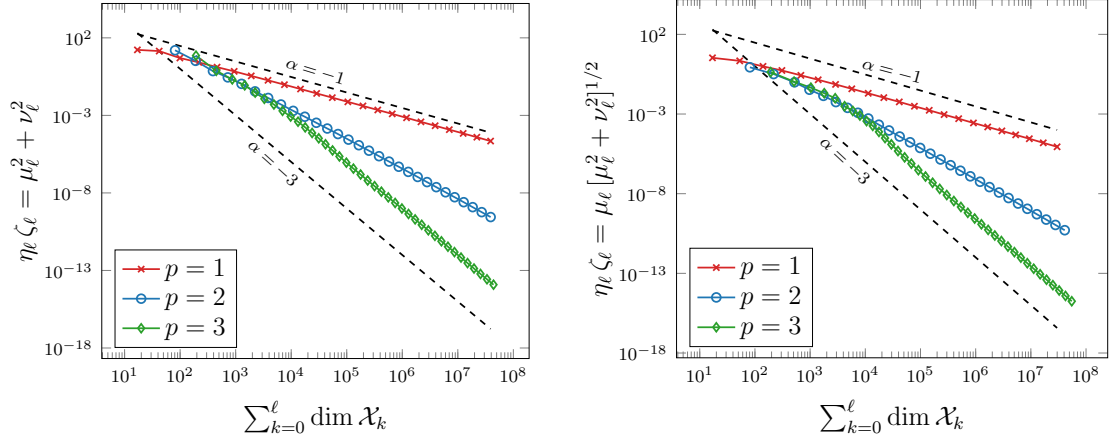 η_ℓ ζ_ℓ = μ_ℓ^2 + ν_ℓ^2
10^2
10^{-3}
10^{-8}
10^{-13}
10^{-18}
α = −1
α = −3
p = 1
p = 2
p = 3
10^1 10^2 10^3 10^4 10^5 10^6 10^7 10^8
∑_{k=0}^{ℓ} dim 𝒳_k
η_ℓ ζ_ℓ = μ_ℓ [μ_ℓ^2 + ν_ℓ^2]^{1/2}
10^2
10^{-3}
10^{-8}
10^{-13}
10^{-18}
α = −1
α = −3
p = 1
p = 2
p = 3
10^1 10^2 10^3 10^4 10^5 10^6 10^7 10^8
∑_{k=0}^{ℓ} dim 𝒳_k